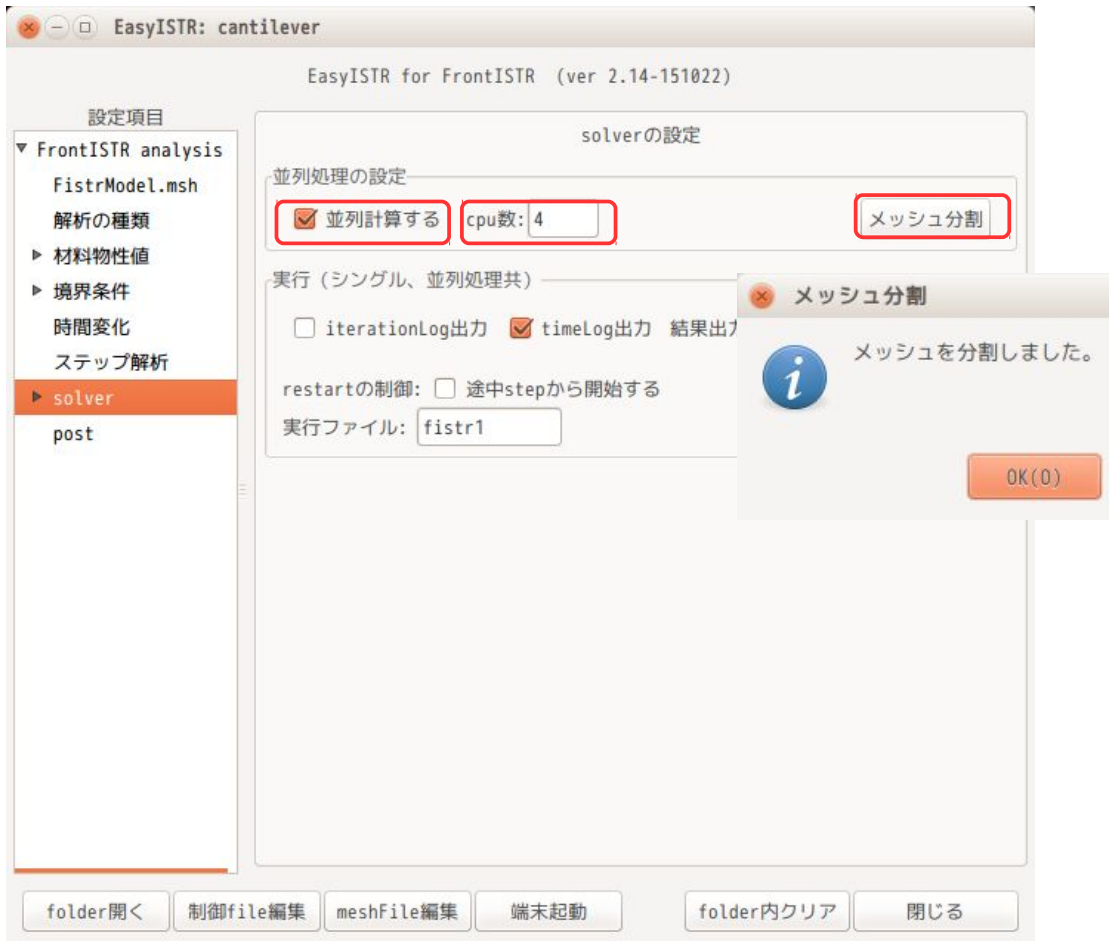 EasyISTR: cantilever
EasyISTR for FrontISTR (ver 2.14-151022)
設定項目
FrontISTR analysis
FistrModel.msh
解析の種類
材料物性値
境界条件
時間変化
ステップ解析
solver
post
solverの設定
並列処理の設定
並列計算する cpu数: 4 メッシュ分割
実行（シングル、並列処理共）
iterationLog出力 timeLog出力 結果出力
restartの制御: 途中stepから開始する
実行ファイル: fistr1
メッシュ分割
メッシュを分割しました。
OK(O)
folder開く 制御file編集 meshFile編集 端末起動 folder内クリア 閉じる